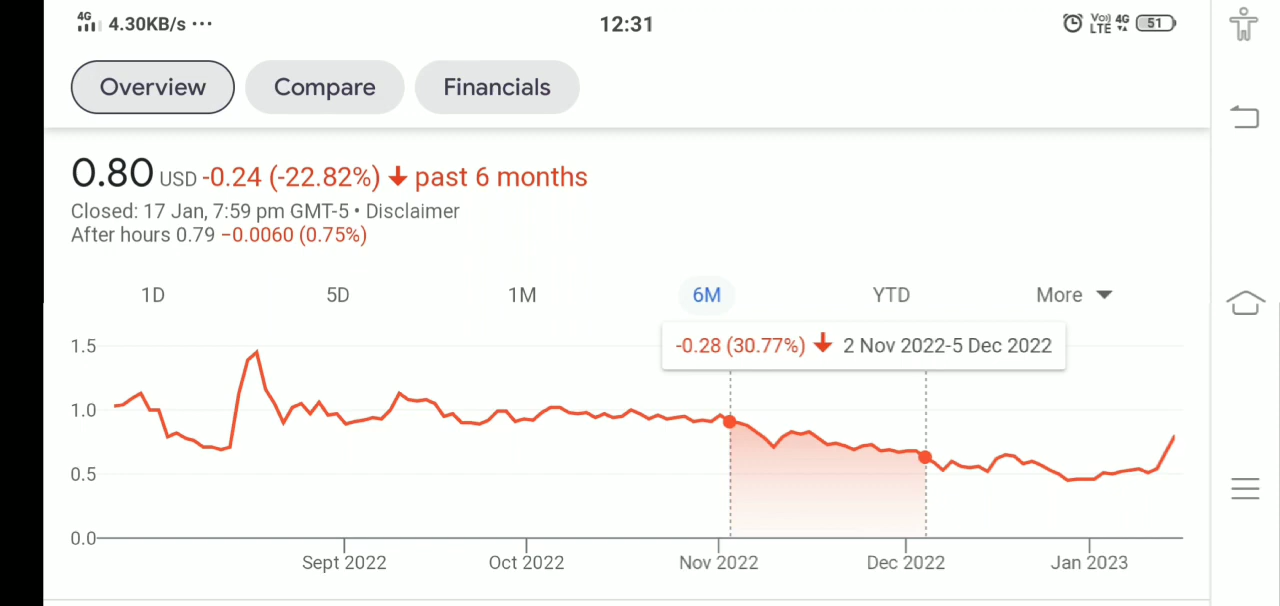 4G 4.30KB/s ··· 12:31 Vo) LTE 4G 51
Overview Compare Financials
0.80 USD -0.24 (-22.82%) ↓ past 6 months
Closed: 17 Jan, 7:59 pm GMT-5 • Disclaimer
After hours 0.79 −0.0060 (0.75%)
1D 5D 1M 6M YTD More
-0.28 (30.77%) ↓ 2 Nov 2022-5 Dec 2022
1.5
1.0
0.5
0.0
Sept 2022 Oct 2022 Nov 2022 Dec 2022 Jan 2023